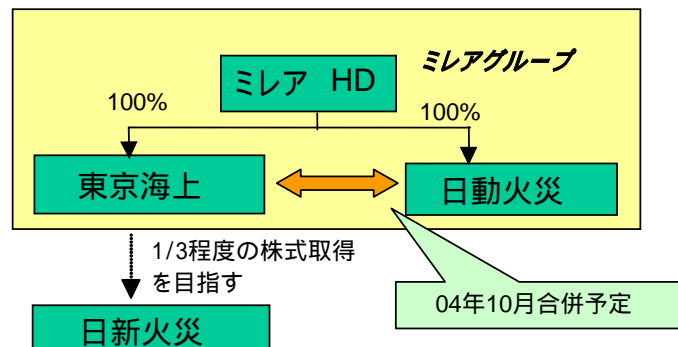 ミレアグループ
ミレア HD
100%
100%
東京海上
日動火災
1/3程度の株式取得
を目指す
04年10月合併予定
日新火災